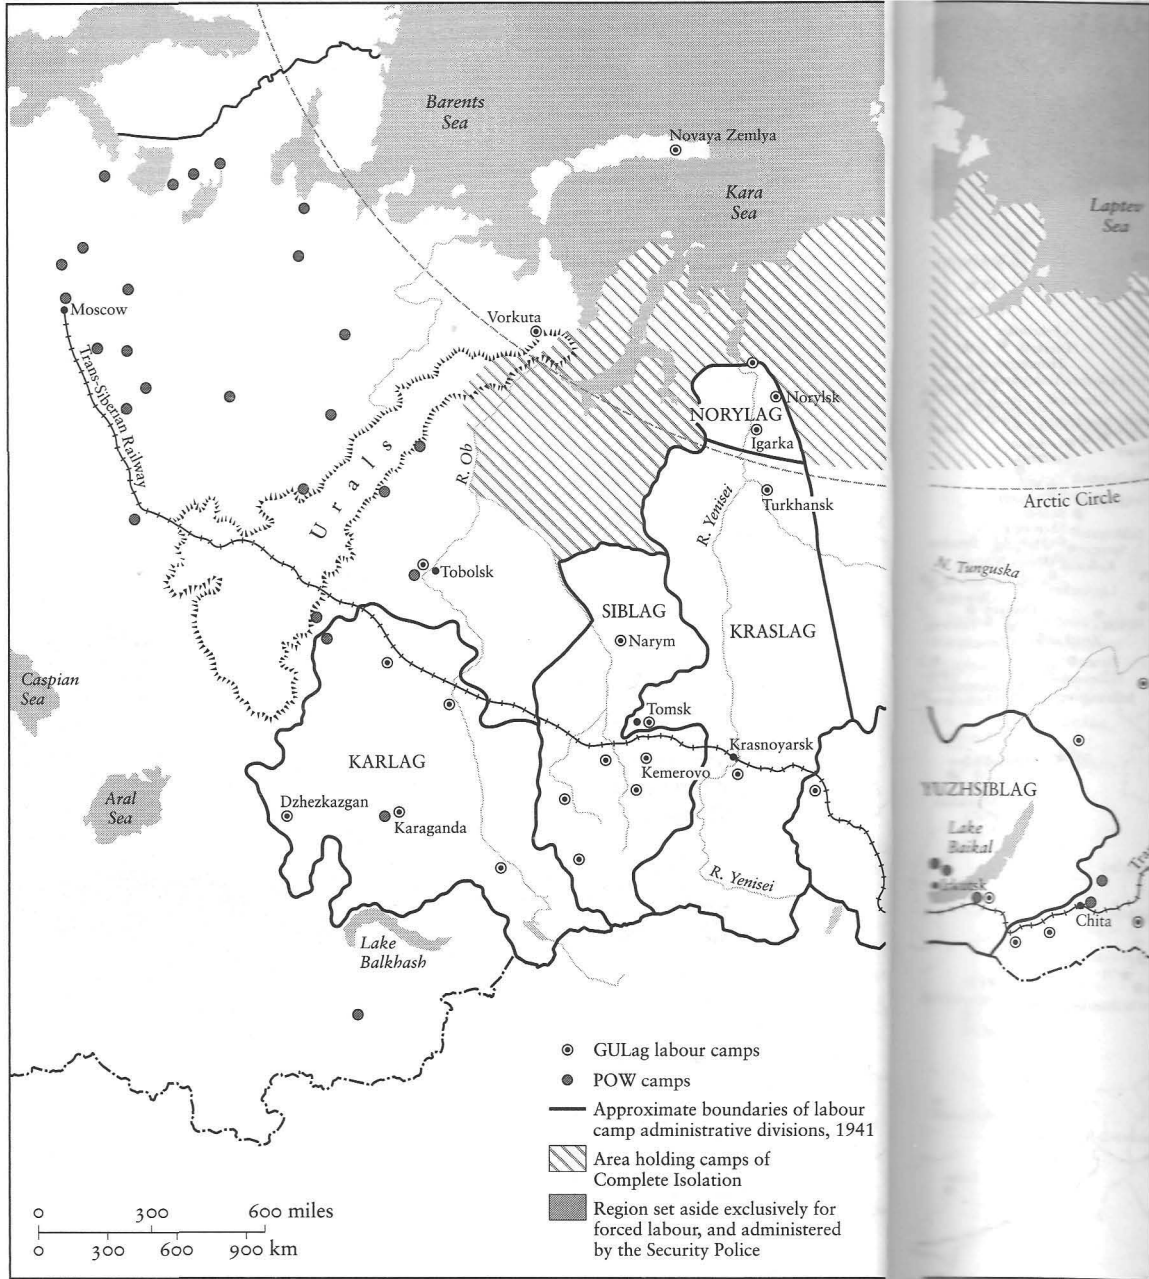 Barents
Sea
Novaya Zemlya
Kara
Sea
Laptev
Sea
Moscow
Vorkuta
Trans-Siberian Railway
Norylsk
NORYLAG
Igarka
Urals
R. Ob
R. Yenisei
Turkhansk
Arctic Circle
Tobolsk
N. Tunguska
SIBLAG
Narym
KRASLAG
Caspian
Sea
Tomsk
Krasnoyarsk
KARLAG
Kemerovo
YUZHSIBLAG
Aral
Sea
Dzhezkazgan
Karaganda
Lake
Baikal
Tra
R. Yenisei
Irkutsk
Chita
Lake
Balkhash
GULag labour camps
POW camps
Approximate boundaries of labour
camp administrative divisions, 1941
Area holding camps of
Complete Isolation
Region set aside exclusively for
forced labour, and administered
by the Security Police
0 300 600 miles
0 300 600 900 km